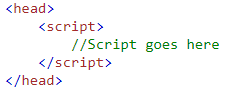 <head>
    <script>
        //Script goes here
    </script>
</head>